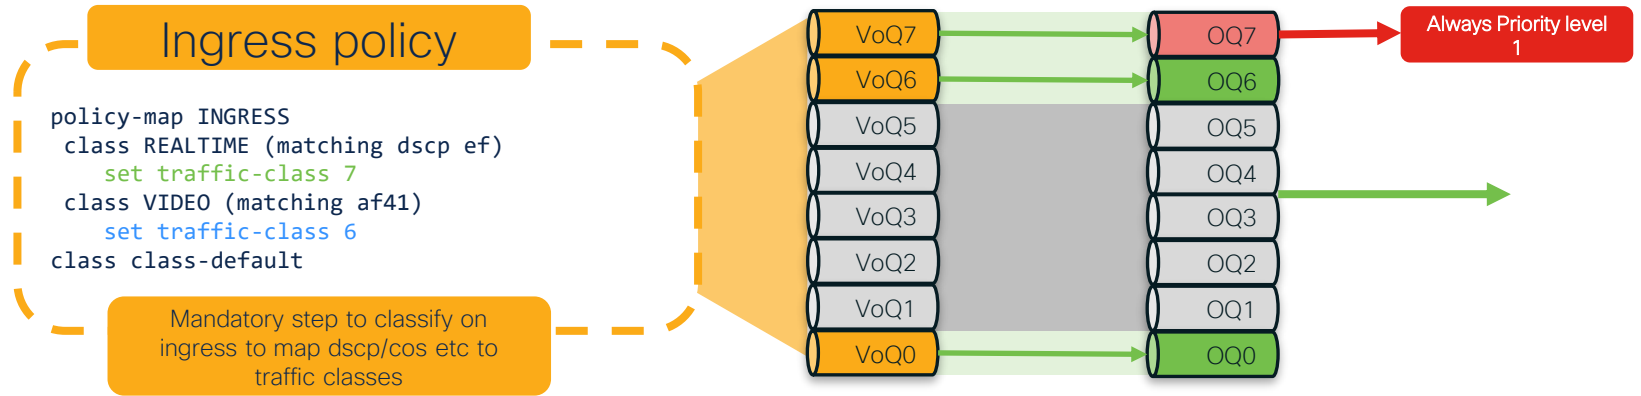 Ingress policy
policy-map INGRESS
class REALTIME (matching dscp ef)
set traffic-class 7
class VIDEO (matching af41)
set traffic-class 6
class class-default
Mandatory step to classify on
ingress to map dscp/cos etc to
traffic classes
VoQ7
VoQ6
VoQ5
VoQ4
VoQ3
VoQ2
VoQ1
VoQ0
OQ7
OQ6
OQ5
OQ4
OQ3
OQ2
OQ1
OQ0
Always Priority level
1